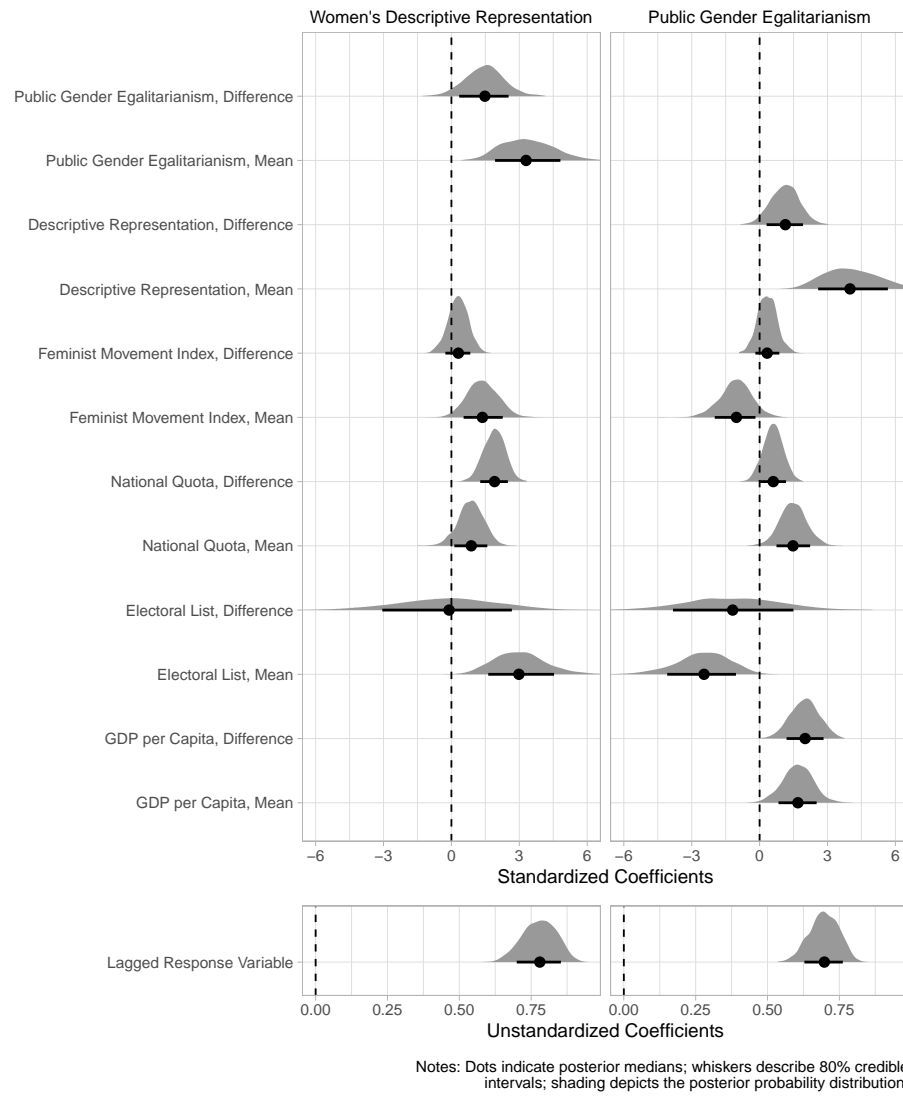 Women's Descriptive Representation
Public Gender Egalitarianism
Public Gender Egalitarianism, Difference
Public Gender Egalitarianism, Mean
Descriptive Representation, Difference
Descriptive Representation, Mean
Feminist Movement Index, Difference
Feminist Movement Index, Mean
National Quota, Difference
National Quota, Mean
Electoral List, Difference
Electoral List, Mean
GDP per Capita, Difference
GDP per Capita, Mean
−6 −3 0 3 6 −6 −3 0 3 6
Standardized Coefficients
Lagged Response Variable
0.00 0.25 0.50 0.75 0.00 0.25 0.50 0.75
Unstandardized Coefficients
Notes: Dots indicate posterior medians; whiskers describe 80% credible
intervals; shading depicts the posterior probability distribution